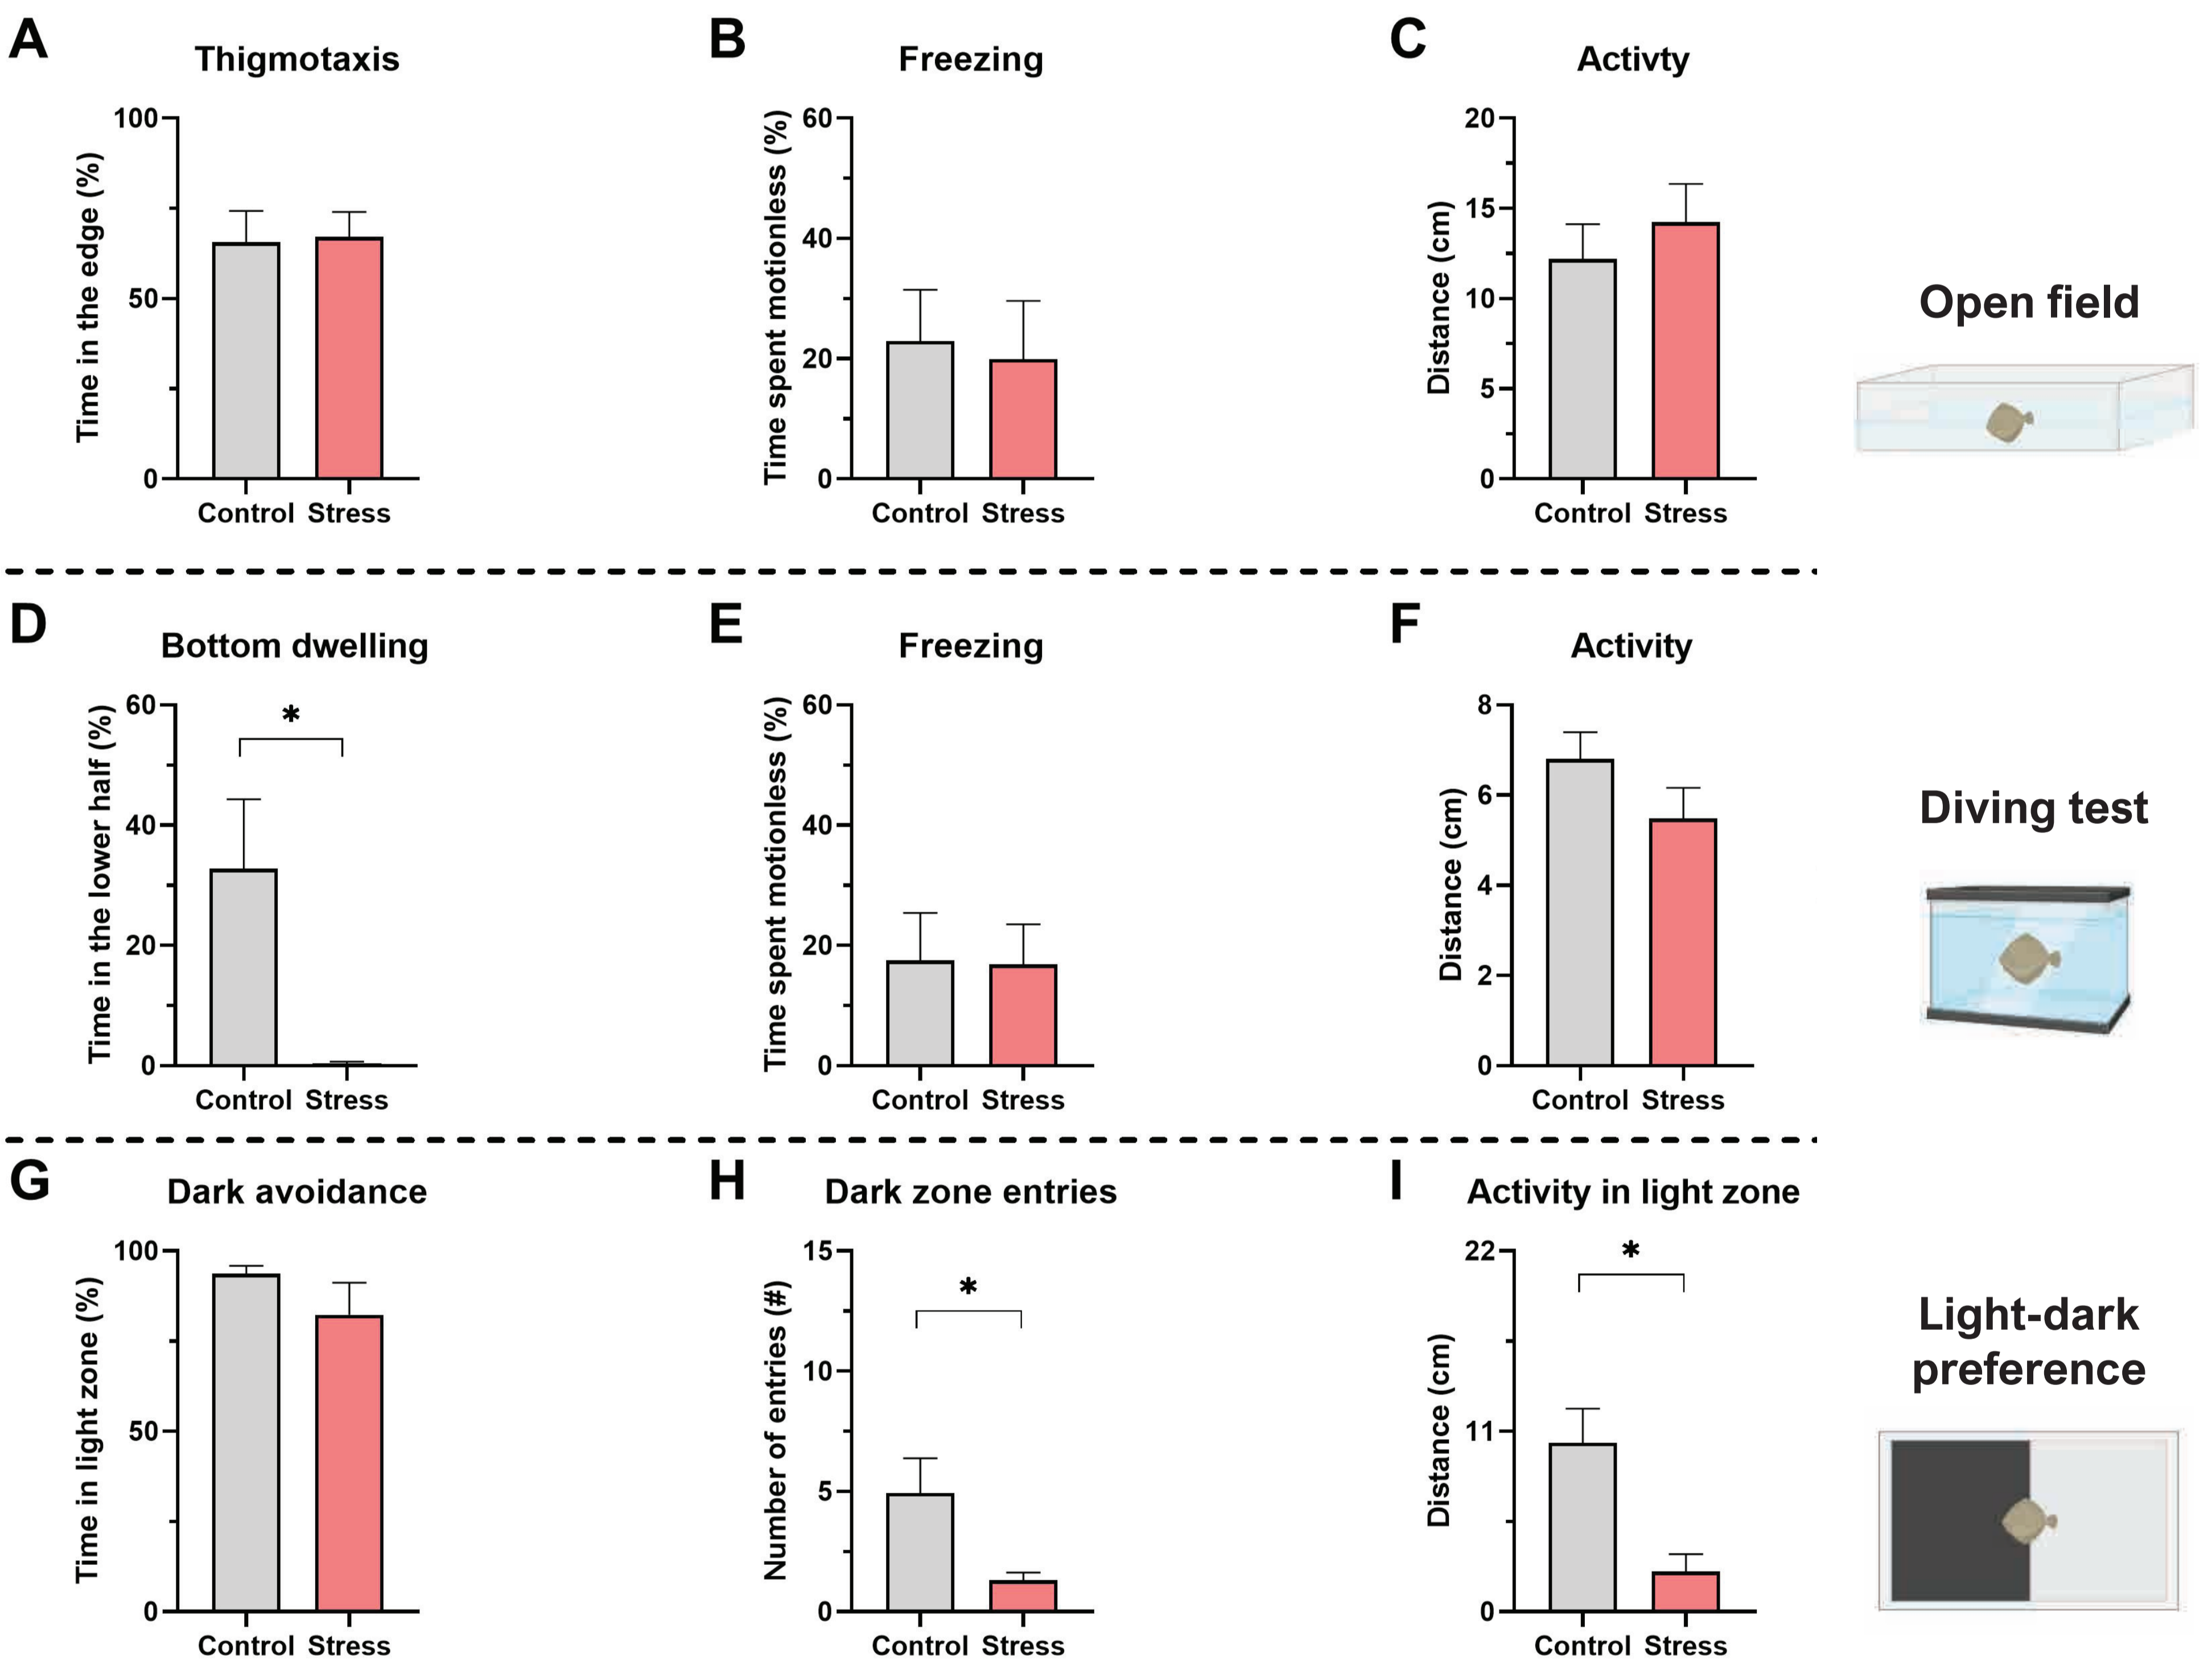 A
Thigmotaxis
Time in the edge (%)
100
50
0
Control Stress
B
Freezing
Time spent motionless (%)
60
40
20
0
Control Stress
C
Activty
Distance (cm)
20
15
10
5
0
Control Stress
Open field
D
Bottom dwelling
Time in the lower half (%)
60
40
20
0
*
Control Stress
E
Freezing
Time spent motionless (%)
60
40
20
0
Control Stress
F
Activity
Distance (cm)
8
6
4
2
0
Control Stress
Diving test
G
Dark avoidance
Time in light zone (%)
100
50
0
Control Stress
H
Dark zone entries
Number of entries (#)
15
10
5
0
*
Control Stress
I
Activity in light zone
Distance (cm)
22
11
0
*
Control Stress
Light-dark
preference